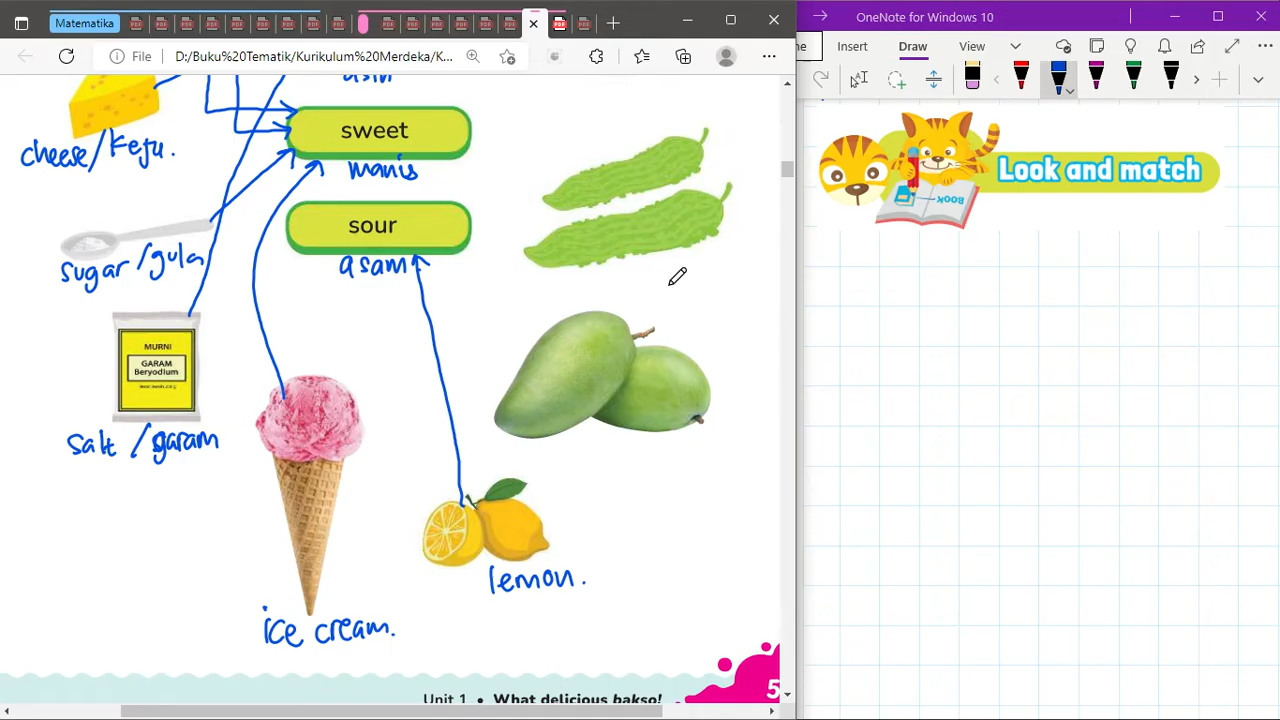 Matematika
OneNote for Windows 10
Insert
Draw
View
File
D:/Buku%20Tematik/Kurikulum%20Merdeka/K...
asin
sweet
manis
cheese/keju.
sour
asam
sugar/gula
MURNI
GARAM
Beryodium
salt/garam
lemon.
ice cream.
Unit 1 • What delicious bakso!
5
BOOK
Look and match